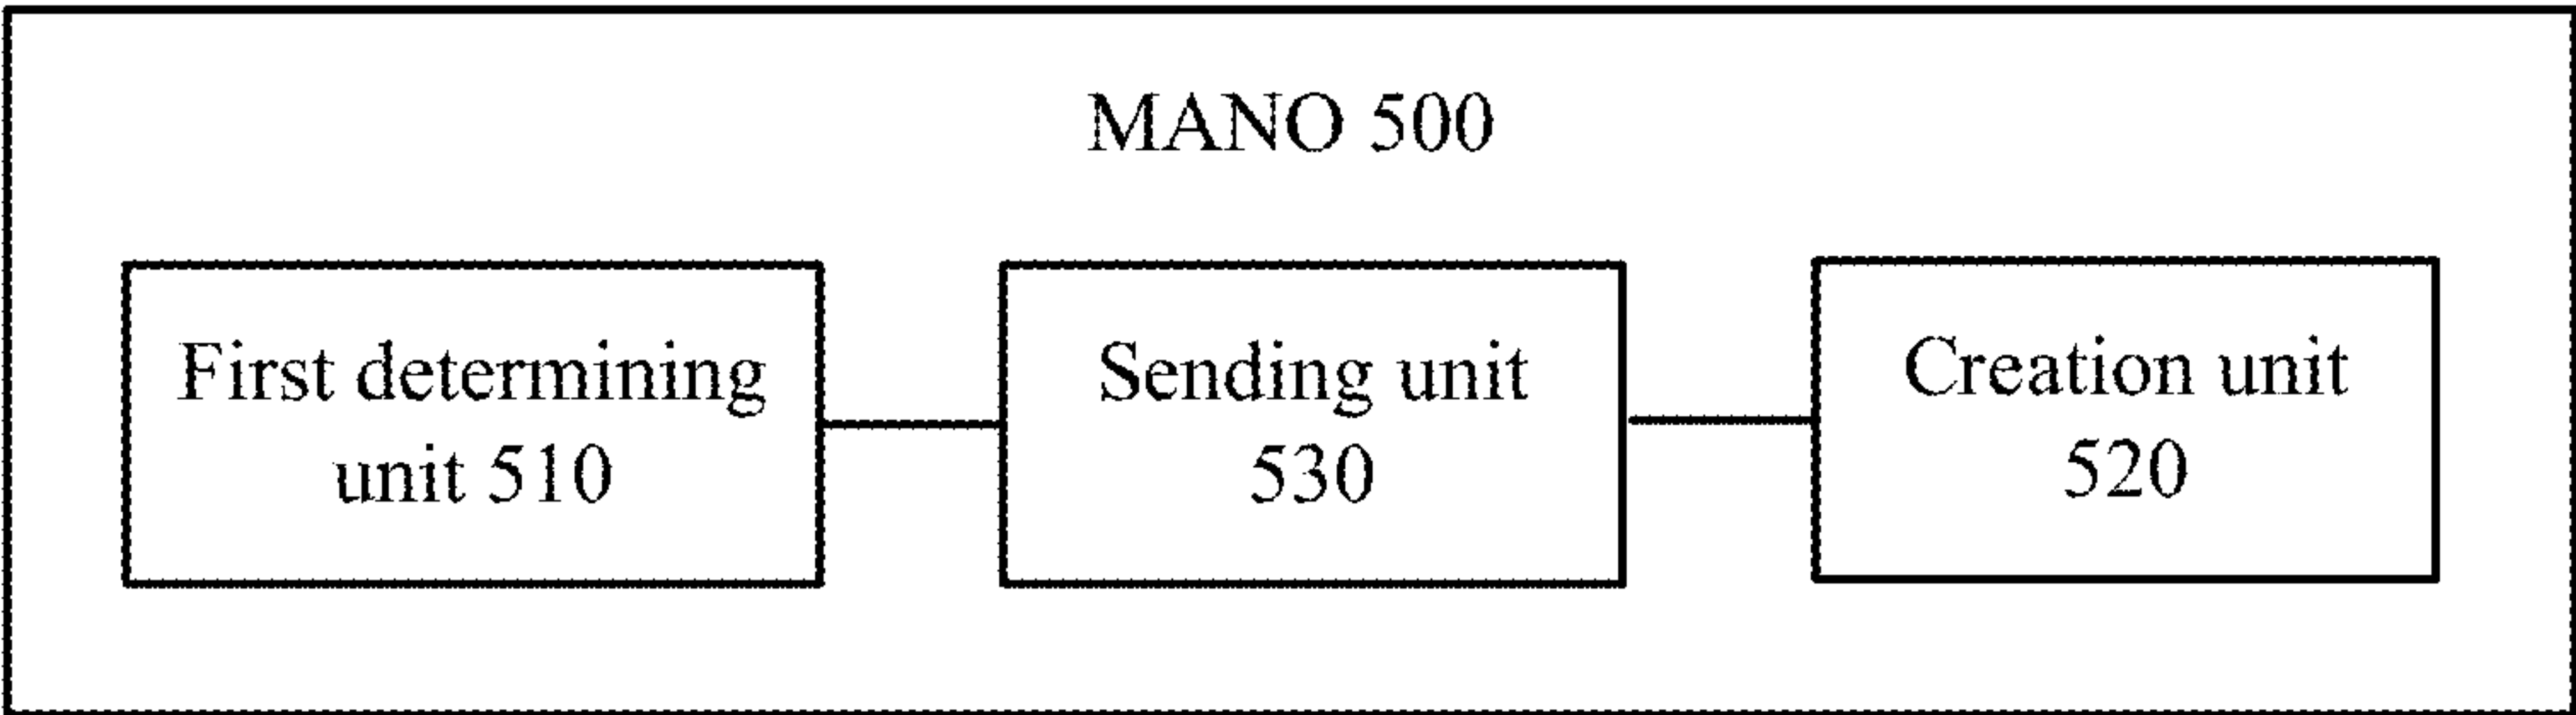 MANO 500
First determining
unit 510
Sending unit
530
Creation unit
520